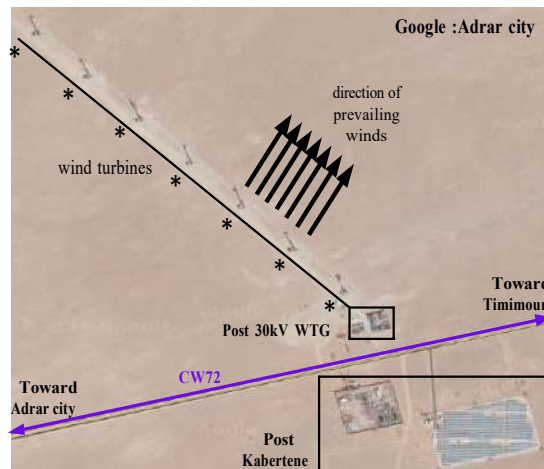 Google :Adrar city
direction of
prevailing
winds
*
*
*
wind turbines
*
*
*
*
Toward
Timimoun
Post 30kV WTG
CW72
Toward
Adrar city
Post
Kabertene